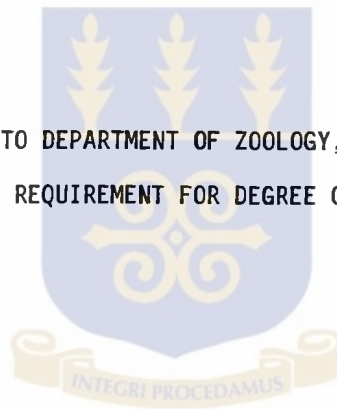 TO DEPARTMENT OF ZOOLOGY,
REQUIREMENT FOR DEGREE
INTEGRI PROCEDAMUS